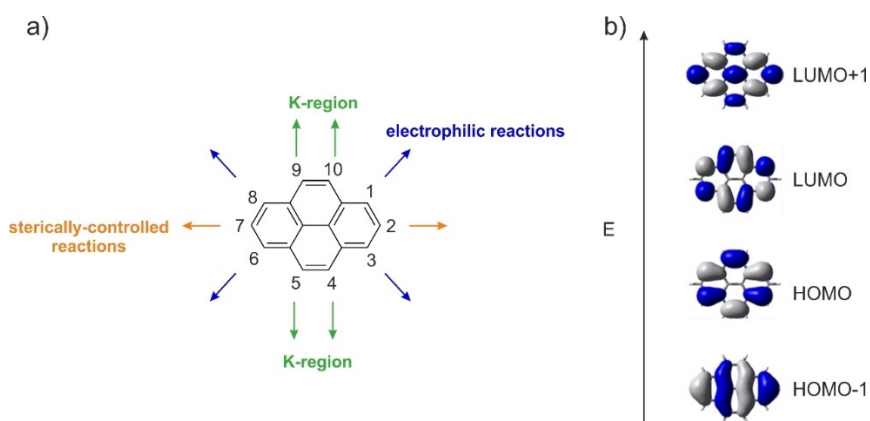 a)
K-region
electrophilic reactions
9 10
8 1
7 2
6 3
5 4
sterically-controlled
reactions
K-region
b)
E
LUMO+1
LUMO
HOMO
HOMO-1